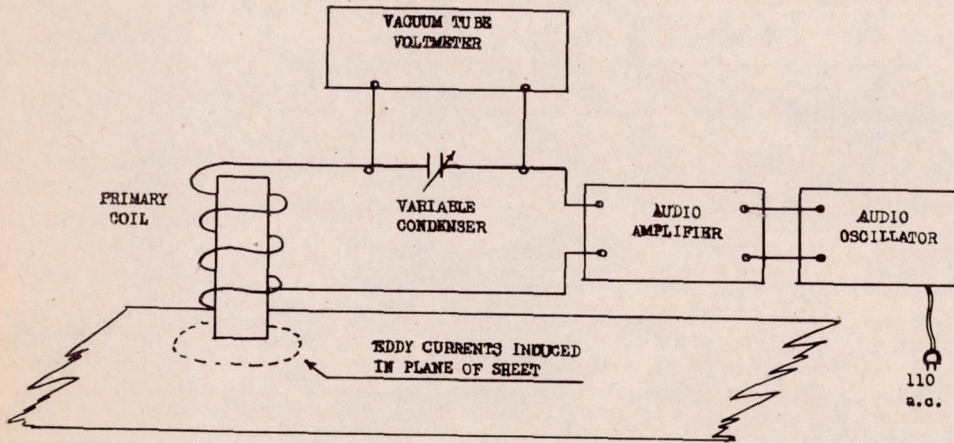 VACUUM TUBE
VOLTMETER
PRIMARY
COIL
VARIABLE
CONDENSER
AUDIO
AMPLIFIER
AUDIO
OSCILLATOR
EDDY CURRENTS INDUCED
IN PLANE OF SHEET
110
a.c.